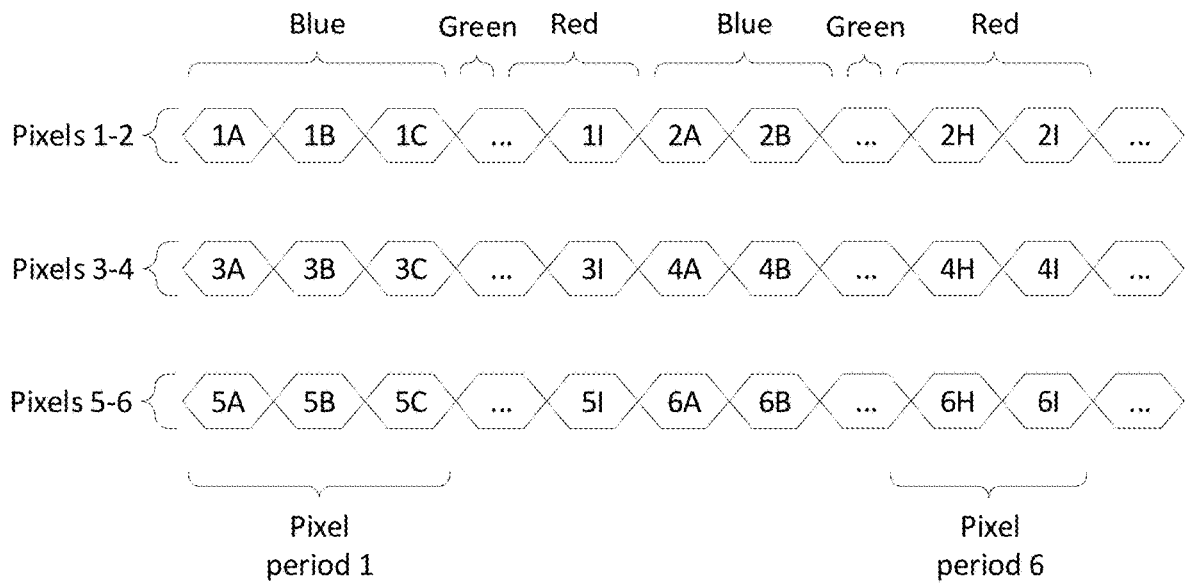 Blue Green Red Blue Green Red
Pixels 1-2 1A 1B 1C ... 1I 2A 2B ... 2H 2I ...
Pixels 3-4 3A 3B 3C ... 3I 4A 4B ... 4H 4I ...
Pixels 5-6 5A 5B 5C ... 5I 6A 6B ... 6H 6I ...
Pixel Pixel
period 1 period 6